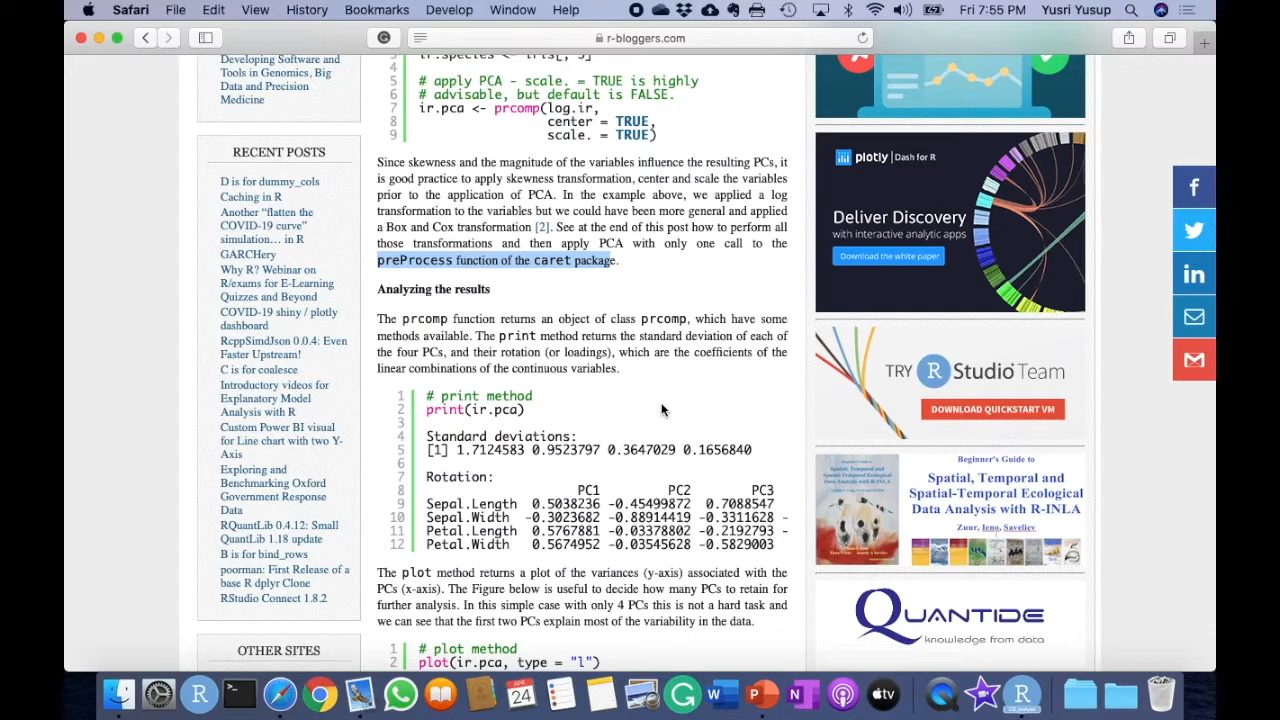 Safari File Edit View History Bookmarks Develop Window Help Fri 7:55 PM Yusri Yusup
r-bloggers.com
Developing Software and
Tools in Genomics, Big
Data and Precision
Medicine
RECENT POSTS
D is for dummy_cols
Caching in R
Another “flatten the
COVID-19 curve”
simulation… in R
GARCHery
Why R? Webinar on
R/exams for E-Learning
Quizzes and Beyond
COVID-19 shiny / plotly
dashboard
RcppSimdJson 0.0.4: Even
Faster Upstream!
C is for coalesce
Introductory videos for
Explanatory Model
Analysis with R
Custom Power BI visual
for Line chart with two Y-
Axis
Exploring and
Benchmarking Oxford
Government Response
Data
RQuantLib 0.4.12: Small
QuantLib 1.18 update
B is for bind_rows
poorman: First Release of a
base R dplyr Clone
RStudio Connect 1.8.2
OTHER SITES
4
5 # apply PCA - scale. = TRUE is highly
6 # advisable, but default is FALSE.
7 ir.pca <- prcomp(log.ir,
8 center = TRUE,
9 scale. = TRUE)
Since skewness and the magnitude of the variables influence the resulting PCs, it
is good practice to apply skewness transformation, center and scale the variables
prior to the application of PCA. In the example above, we applied a log
transformation to the variables but we could have been more general and applied
a Box and Cox transformation [2]. See at the end of this post how to perform all
those transformations and then apply PCA with only one call to the
preProcess function of the caret package.
Analyzing the results
The prcomp function returns an object of class prcomp, which have some
methods available. The print method returns the standard deviation of each of
the four PCs, and their rotation (or loadings), which are the coefficients of the
linear combinations of the continuous variables.
1 # print method
2 print(ir.pca)
3
4 Standard deviations:
5 [1] 1.7124583 0.9523797 0.3647029 0.1656840
6
7 Rotation:
8 PC1 PC2 PC3
9 Sepal.Length 0.5038236 -0.45499872 0.7088547
10 Sepal.Width -0.3023682 -0.88914419 -0.3311628 -
11 Petal.Length 0.5767881 -0.03378802 -0.2192793 -
12 Petal.Width 0.5674952 -0.03545628 -0.5829003
The plot method returns a plot of the variances (y-axis) associated with the
PCs (x-axis). The Figure below is useful to decide how many PCs to retain for
further analysis. In this simple case with only 4 PCs this is not a hard task and
we can see that the first two PCs explain most of the variability in the data.
1 # plot method
2 plot(ir.pca, type = "l")
plotly | Dash for R
Deliver Discovery
with interactive analytic apps
Download the white paper
TRY R Studio Team
DOWNLOAD QUICKSTART VM
Beginner's Guide to
Spatial, Temporal and
Spatial-Temporal Ecological
Data Analysis with R-INLA
Zuur, Ieno, Saveliev
QUANTIDE
knowledge from data